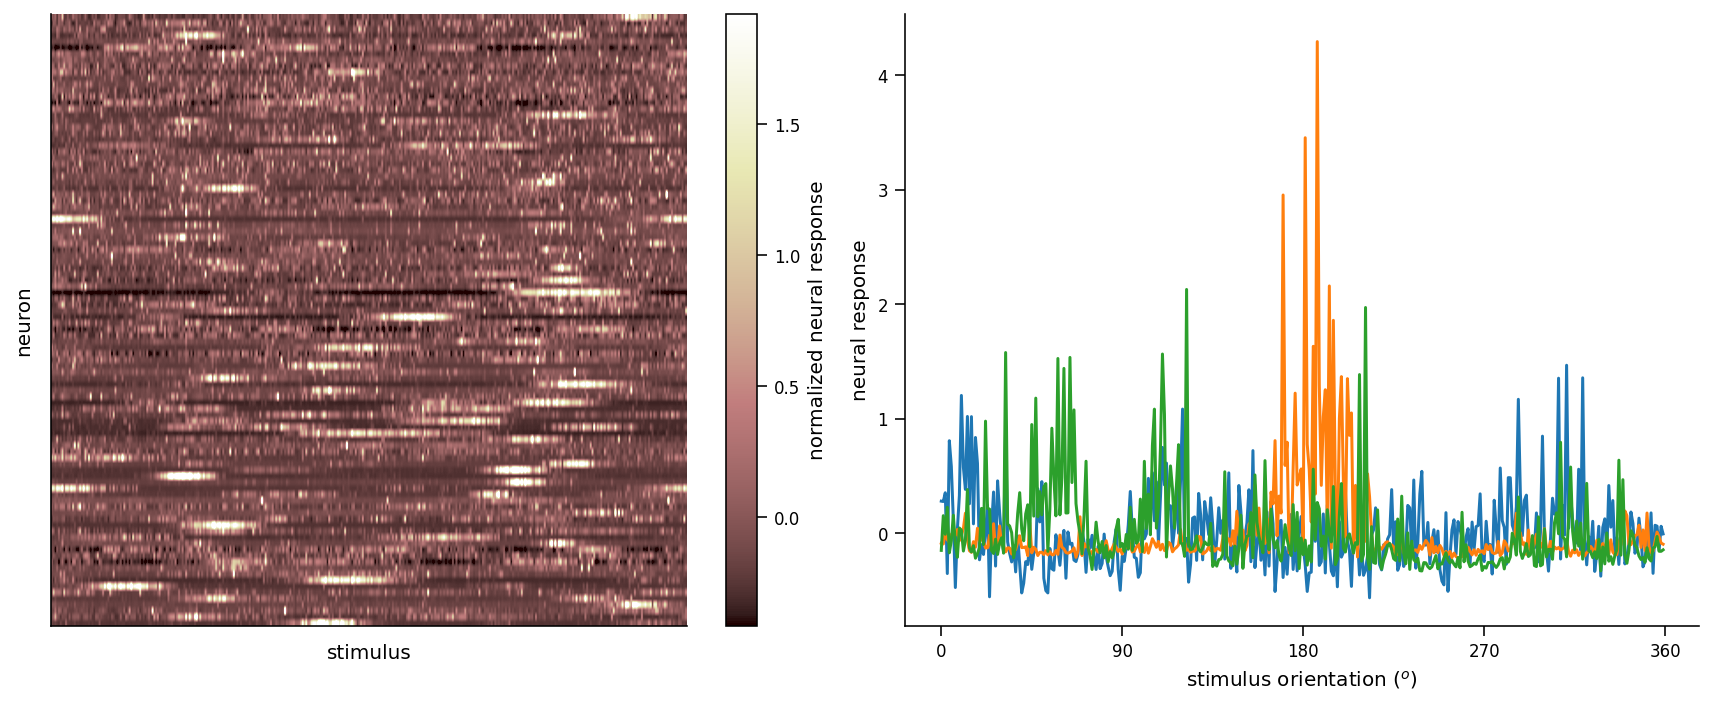 neuron
stimulus
1.5
1.0
0.5
0.0
normalized neural response
neural response
4
3
2
1
0
0 90 180 270 360
stimulus orientation (o)